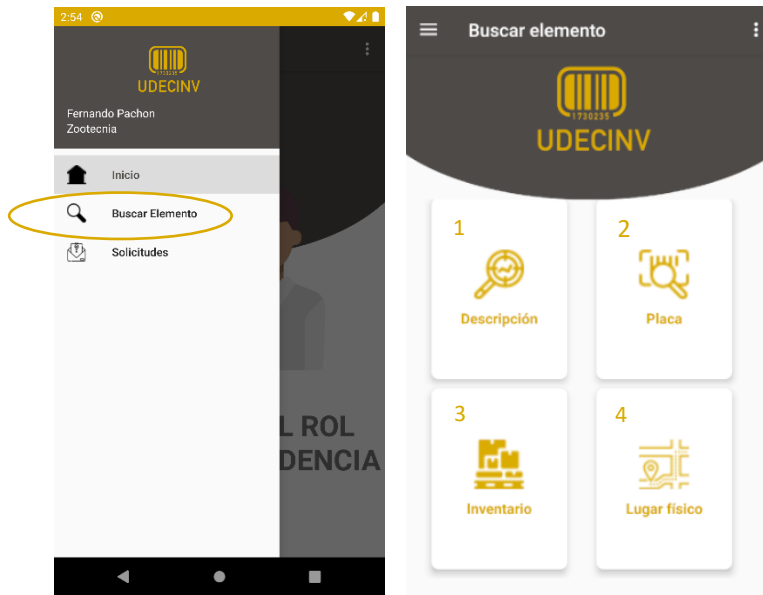 2:54
1730235
UDECINV
Fernando Pachon
Zootecnia
Inicio
Buscar Elemento
Solicitudes
L ROL
DENCIA
Buscar elemento
1730235
UDECINV
1
2
Descripción
Placa
3
4
Inventario
Lugar físico